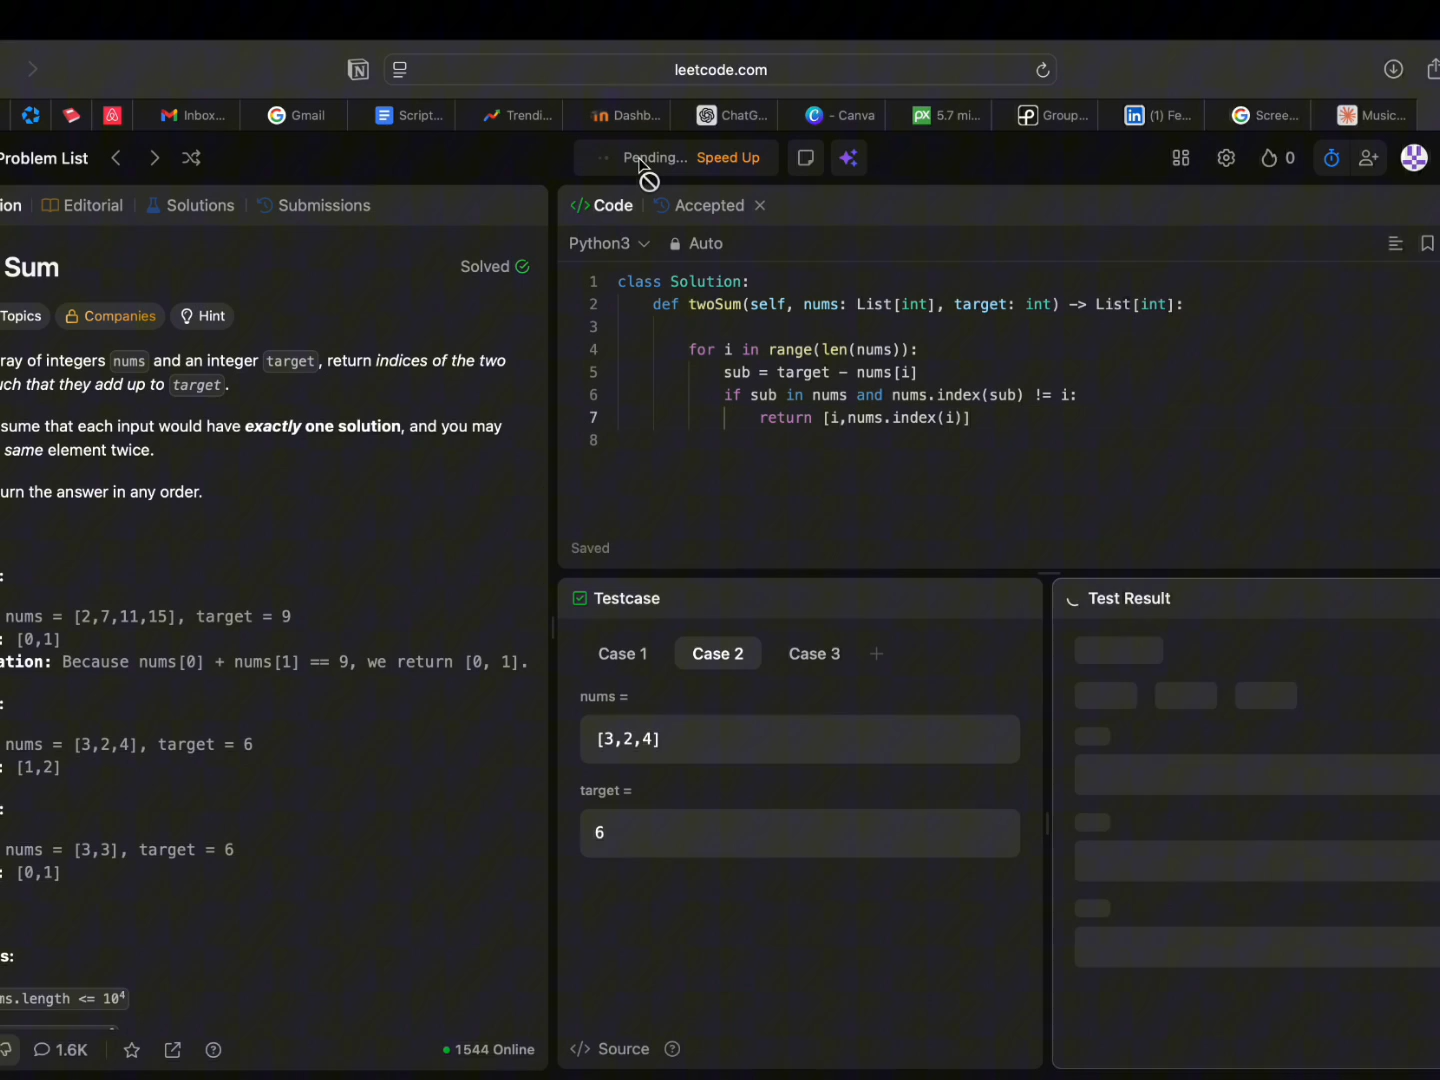 leetcode.com
Inbox...
Gmail
Script...
Trendi...
Dashb...
ChatG...
- Canva
5.7 mi...
Group...
(1) Fe...
Scree...
Music...
Problem List
Pending... Speed Up
0
ion
Editorial
Solutions
Submissions
Sum
Solved
Topics
Companies
Hint
ray of integers nums and an integer target, return indices of the two
uch that they add up to target.
sume that each input would have exactly one solution, and you may
same element twice.
urn the answer in any order.
:
nums = [2,7,11,15], target = 9
: [0,1]
ation: Because nums[0] + nums[1] == 9, we return [0, 1].
:
nums = [3,2,4], target = 6
: [1,2]
:
nums = [3,3], target = 6
: [0,1]
s:
ms.length <= 10⁴
1.6K
1544 Online
</> Code
Accepted
Python3
Auto
1 class Solution:
2 def twoSum(self, nums: List[int], target: int) -> List[int]:
3
4 for i in range(len(nums)):
5 sub = target - nums[i]
6 if sub in nums and nums.index(sub) != i:
7 return [i,nums.index(i)]
8
Saved
Testcase
Case 1
Case 2
Case 3
+
nums =
[3,2,4]
target =
6
</> Source
Test Result